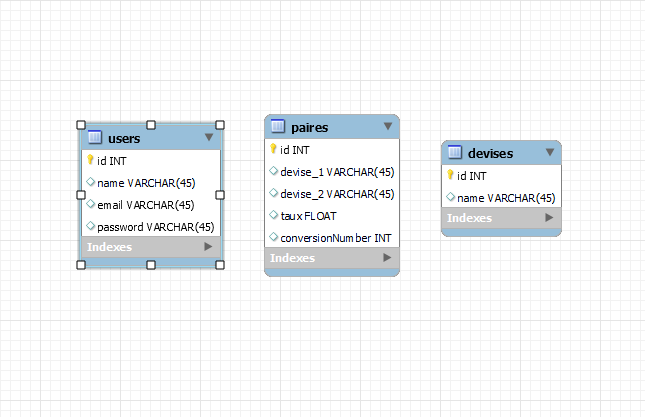 users
id INT
name VARCHAR(45)
email VARCHAR(45)
password VARCHAR(45)
Indexes
paires
id INT
devise_1 VARCHAR(45)
devise_2 VARCHAR(45)
taux FLOAT
conversionNumber INT
Indexes
devises
id INT
name VARCHAR(45)
Indexes